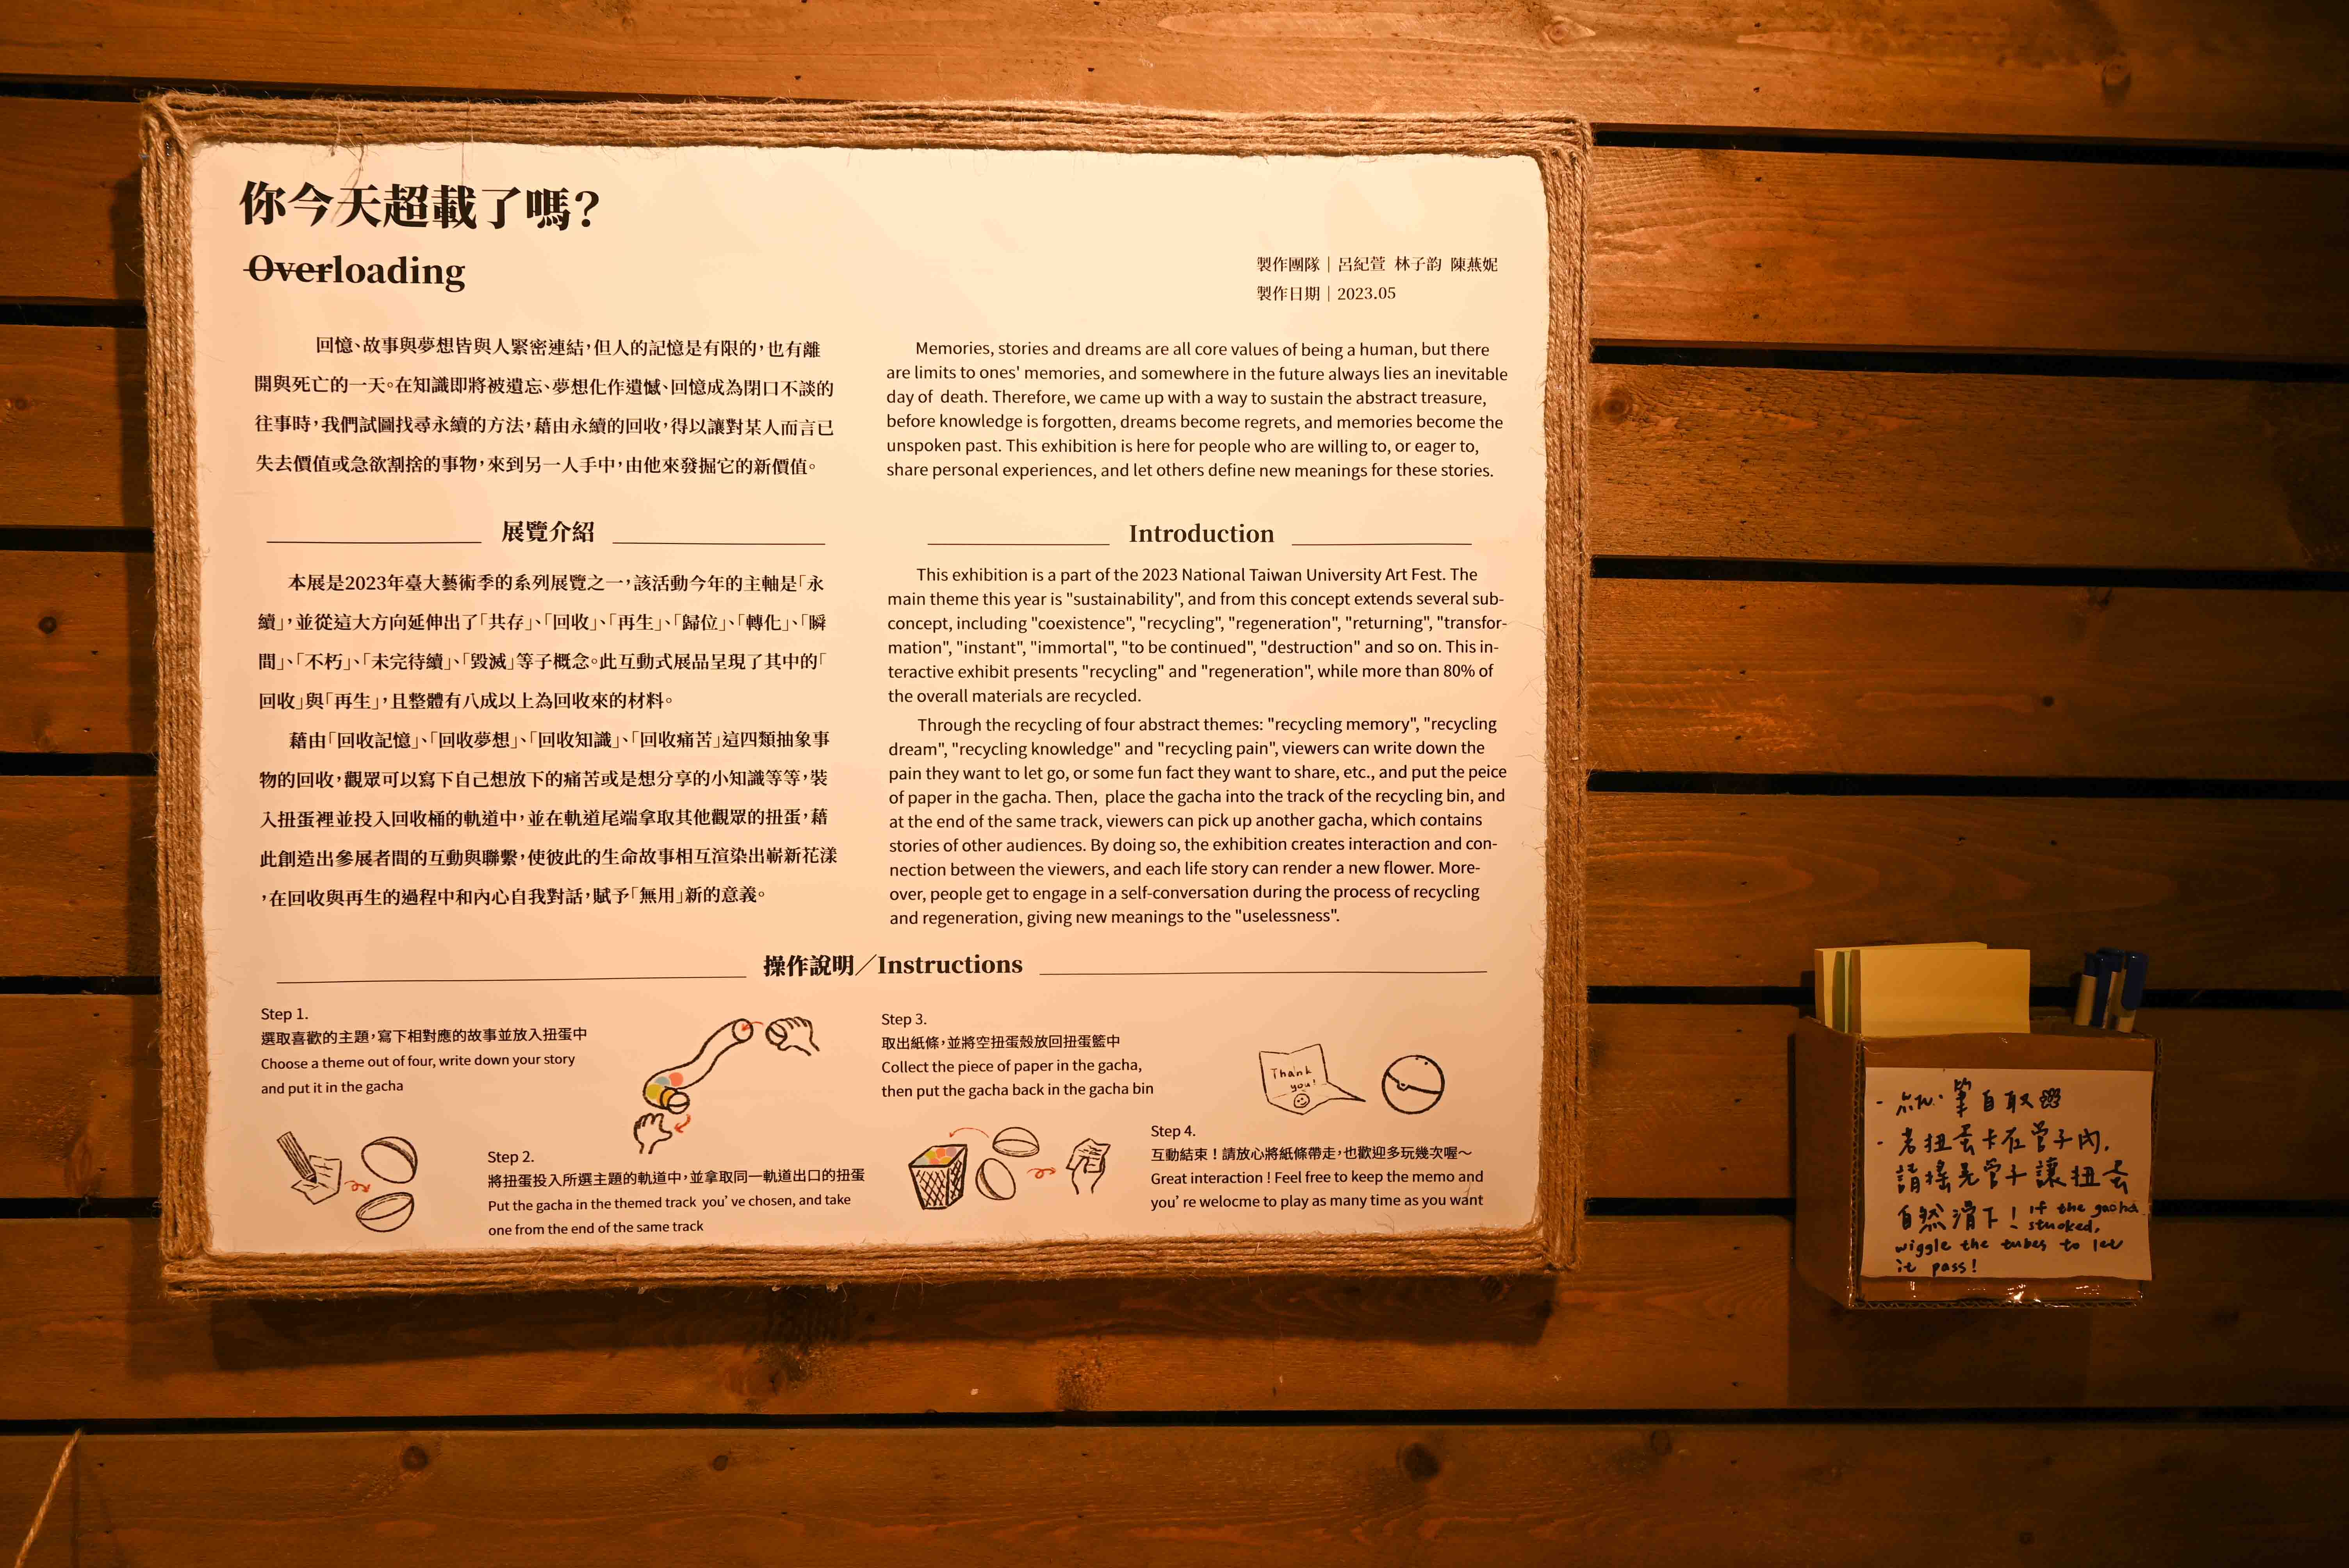 你今天超載了嗎?
Overloading
製作團隊｜呂紀萱 林子韵 陳燕妮
製作日期｜2023.05
回憶、故事與夢想皆與人緊密連結，但人的記憶是有限的，也有離
開與死亡的一天。在知識即將被遺忘、夢想化作遺憾、回憶成為閉口不談的
往事時，我們試圖找尋永續的方法，藉由永續的回收，得以讓對某人而言已
失去價值或急欲割捨的事物，來到另一人手中，由他來發掘它的新價值。
Memories, stories and dreams are all core values of being a human, but there
are limits to ones' memories, and somewhere in the future always lies an inevitable
day of death. Therefore, we came up with a way to sustain the abstract treasure,
before knowledge is forgotten, dreams become regrets, and memories become the
unspoken past. This exhibition is here for people who are willing to, or eager to,
share personal experiences, and let others define new meanings for these stories.
展覽介紹
本展是2023年臺大藝術季的系列展覽之一，該活動今年的主軸是「永
續」，並從這大方向延伸出了「共存」、「回收」、「再生」、「歸位」、「轉化」、「瞬
間」、「不朽」、「未完待續」、「毀滅」等子概念。此互動式展品呈現了其中的「
回收」與「再生」，且整體有八成以上為回收來的材料。
藉由「回收記憶」、「回收夢想」、「回收知識」、「回收痛苦」這四類抽象事
物的回收，觀眾可以寫下自己想放下的痛苦或是想分享的小知識等等，裝
入扭蛋裡並投入回收桶的軌道中，並在軌道尾端拿取其他觀眾的扭蛋，藉
此創造出參展者間的互動與聯繫，使彼此的生命故事相互渲染出嶄新花漾
，在回收與再生的過程中和內心自我對話，賦予「無用」新的意義。
Introduction
This exhibition is a part of the 2023 National Taiwan University Art Fest. The
main theme this year is "sustainability", and from this concept extends several sub-
concept, including "coexistence", "recycling", "regeneration", "returning", "transfor-
mation", "instant", "immortal", "to be continued", "destruction" and so on. This in-
teractive exhibit presents "recycling" and "regeneration", while more than 80% of
the overall materials are recycled.
Through the recycling of four abstract themes: "recycling memory", "recycling
dream", "recycling knowledge" and "recycling pain", viewers can write down the
pain they want to let go, or some fun fact they want to share, etc., and put the peice
of paper in the gacha. Then, place the gacha into the track of the recycling bin, and
at the end of the same track, viewers can pick up another gacha, which contains
stories of other audiences. By doing so, the exhibition creates interaction and con-
nection between the viewers, and each life story can render a new flower. More-
over, people get to engage in a self-conversation during the process of recycling
and regeneration, giving new meanings to the "uselessness".
操作說明／Instructions
Step 1.
選取喜歡的主題，寫下相對應的故事並放入扭蛋中
Choose a theme out of four, write down your story
and put it in the gacha
Step 2.
將扭蛋投入所選主題的軌道中，並拿取同一軌道出口的扭蛋
Put the gacha in the themed track you've chosen, and take
one from the end of the same track
Step 3.
取出紙條，並將空扭蛋殼放回扭蛋籃中
Collect the piece of paper in the gacha,
then put the gacha back in the gacha bin
Thank
you!
Step 4.
互動結束！請放心將紙條帶走，也歡迎多玩幾次喔～
Great interaction ! Feel free to keep the memo and
you're welocme to play as many time as you want
- 紙、筆自取
- 若扭蛋卡在管子內，
請搖晃管子讓扭蛋
自然滑下！if the gacha
stucked,
wiggle the tubes to let
it pass!